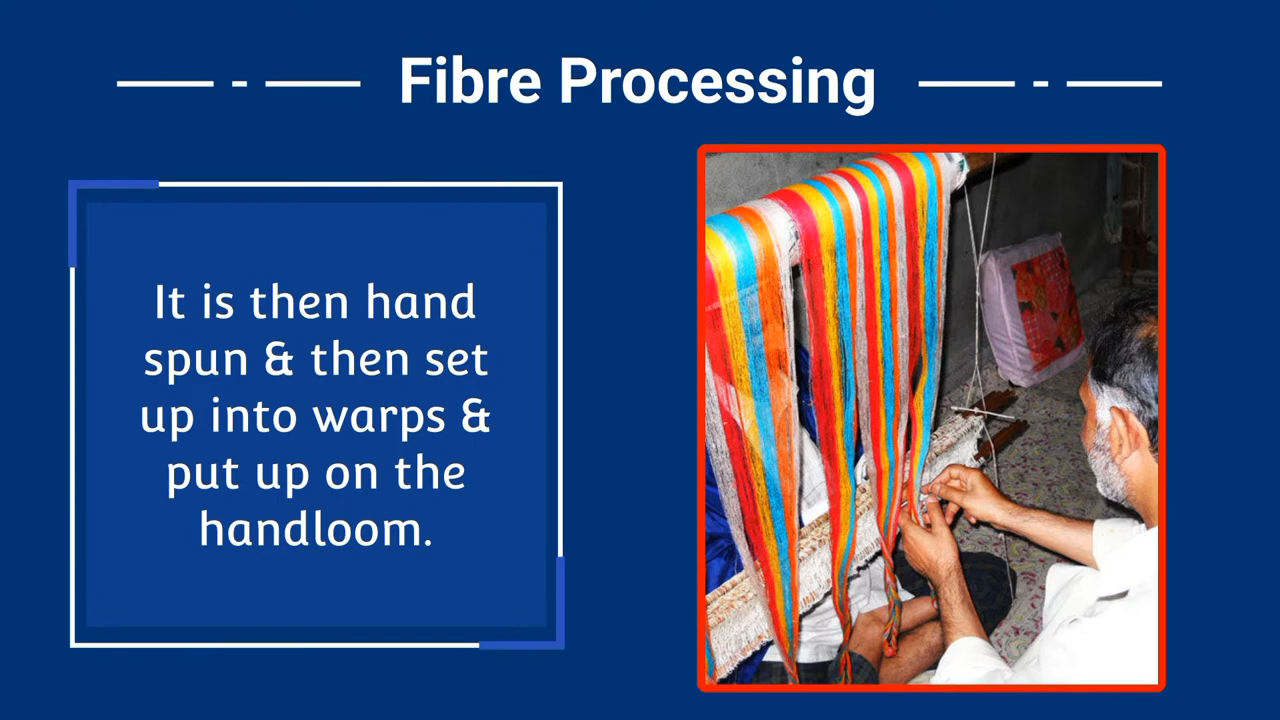 Fibre Processing
It is then hand
spun & then set
up into warps &
put up on the
handloom.